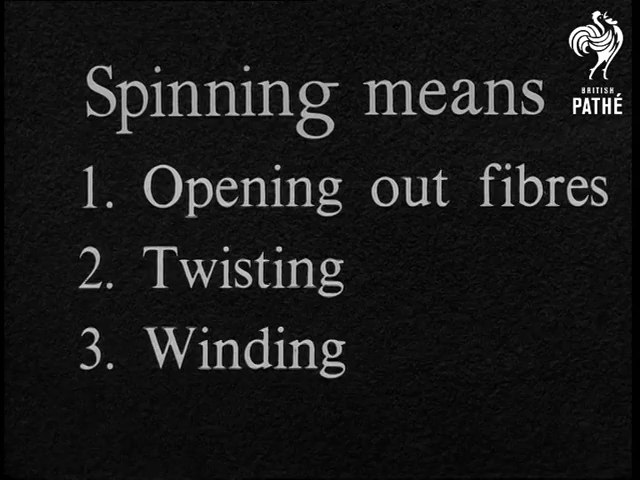 Spinning means
1. Opening out fibres
2. Twisting
3. Winding
BRITISH
PATHÉ